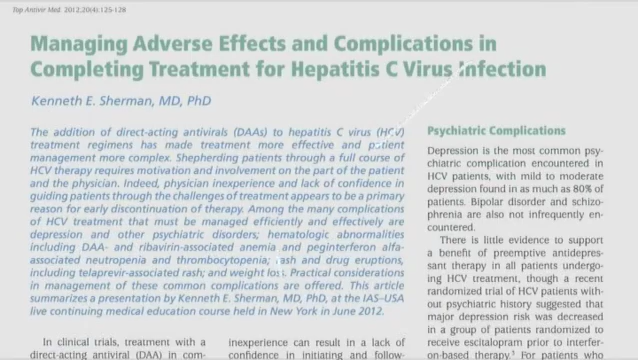 Top Antivir Med. 2012;20(4):125-128
Managing Adverse Effects and Complications in
Completing Treatment for Hepatitis C Virus Infection
Kenneth E. Sherman, MD, PhD
The addition of direct-acting antivirals (DAAs) to hepatitis C virus (HCV)
treatment regimens has made treatment more effective and patient
management more complex. Shepherding patients through a full course of
HCV therapy requires motivation and involvement on the part of the patient
and the physician. Indeed, physician inexperience and lack of confidence in
guiding patients through the challenges of treatment appears to be a primary
reason for early discontinuation of therapy. Among the many complications
of HCV treatment that must be managed efficiently and effectively are
depression and other psychiatric disorders; hematologic abnormalities
including DAA- and ribavirin-associated anemia and peginterferon alfa-
associated neutropenia and thrombocytopenia; rash and drug eruptions,
including telaprevir-associated rash; and weight loss. Practical considerations
in management of these common complications are offered. This article
summarizes a presentation by Kenneth E. Sherman, MD, PhD, at the IAS–USA
live continuing medical education course held in New York in June 2012.
In clinical trials, treatment with a
direct-acting antiviral (DAA) in com-
inexperience can result in a lack of
confidence in initiating and follow-
Psychiatric Complications
Depression is the most common psy-
chiatric complication encountered in
HCV patients, with mild to moderate
depression found in as much as 80% of
patients. Bipolar disorder and schizo-
phrenia are also not infrequently en-
countered.
There is little evidence to support
a benefit of preemptive antidepres-
sant therapy in all patients undergo-
ing HCV treatment, though a recent
randomized trial of HCV patients with-
out psychiatric history suggested that
major depression risk was decreased
in a group of patients randomized to
receive escitalopram prior to interfer-
on-based therapy. For patients who